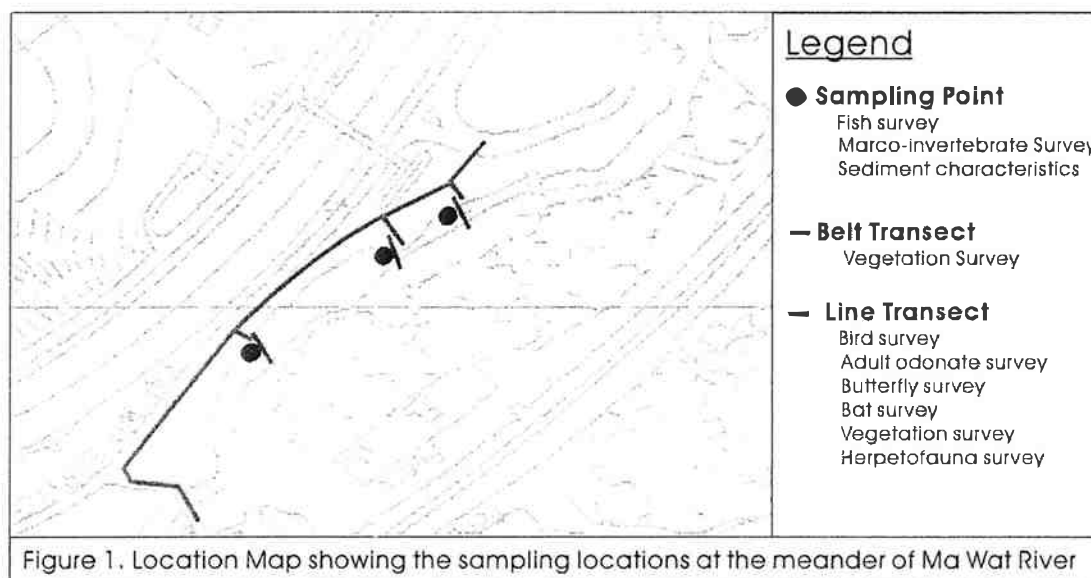 Legend
Sampling Point
Fish survey
Marco-invertebrate Survey
Sediment characteristics
Belt Transect
Vegetation Survey
Line Transect
Bird survey
Adult odonate survey
Butterfly survey
Bat survey
Vegetation survey
Herpetofauna survey
Figure 1. Location Map showing the sampling locations at the meander of Ma Wat River